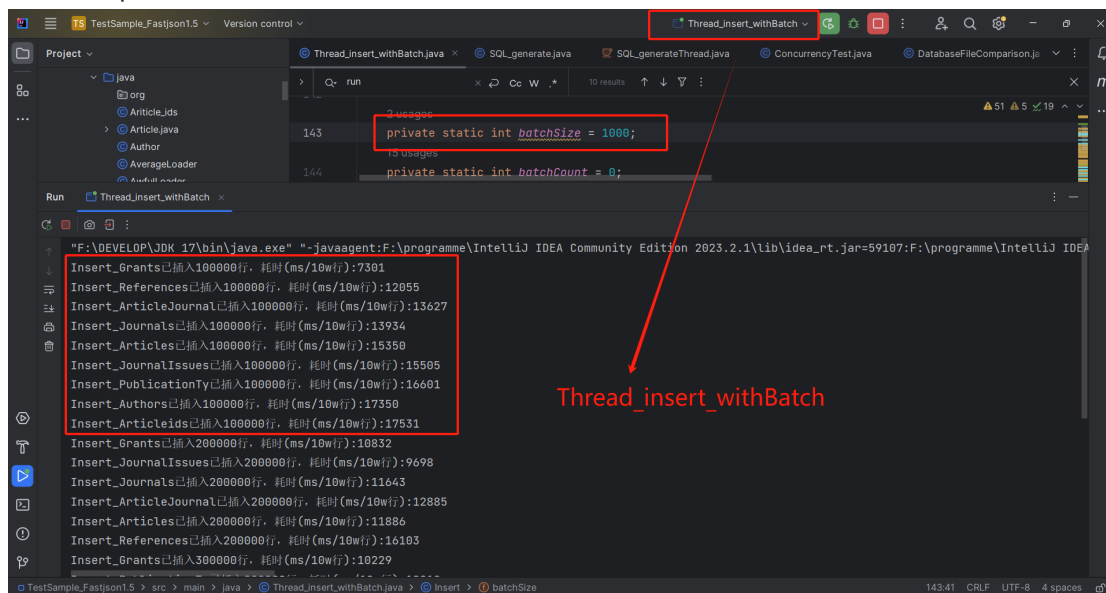 TS TestSample_Fastjson1.5 Version control Thread_insert_withBatch
Project
Thread_insert_withBatch.java SQL_generate.java SQL_generateThread.java ConcurrencyTest.java DatabaseFileComparison.ja
java
org
Ariticle_ids
Article.java
Author
AverageLoader
run Cc W .* 10 results
51 5 19
2 usages
143 private static int batchSize = 1000;
15 usages
144 private static int batchCount = 0;
Run Thread_insert_withBatch
"F:\DEVELOP\JDK 17\bin\java.exe" "-javaagent:F:\programme\IntelliJ IDEA Community Edition 2023.2.1\lib\idea_rt.jar=59107:F:\programme\IntelliJ IDEA
Insert_Grants已插入100000行，耗时(ms/10w行):7301
Insert_References已插入100000行，耗时(ms/10w行):12055
Insert_ArticleJournal已插入100000行，耗时(ms/10w行):13627
Insert_Journals已插入100000行，耗时(ms/10w行):13934
Insert_Articles已插入100000行，耗时(ms/10w行):15350
Insert_JournalIssues已插入100000行，耗时(ms/10w行):15505
Insert_PublicationTy已插入100000行，耗时(ms/10w行):16601
Insert_Authors已插入100000行，耗时(ms/10w行):17350
Insert_Articleids已插入100000行，耗时(ms/10w行):17531
Thread_insert_withBatch
Insert_Grants已插入200000行，耗时(ms/10w行):10832
Insert_JournalIssues已插入200000行，耗时(ms/10w行):9698
Insert_Journals已插入200000行，耗时(ms/10w行):11643
Insert_ArticleJournal已插入200000行，耗时(ms/10w行):12885
Insert_Articles已插入200000行，耗时(ms/10w行):11886
Insert_References已插入200000行，耗时(ms/10w行):16103
Insert_Grants已插入300000行，耗时(ms/10w行):10229
TestSample_Fastjson1.5 > src > main > java > Thread_insert_withBatch.java > Insert > batchSize 143:41 CRLF UTF-8 4 spaces